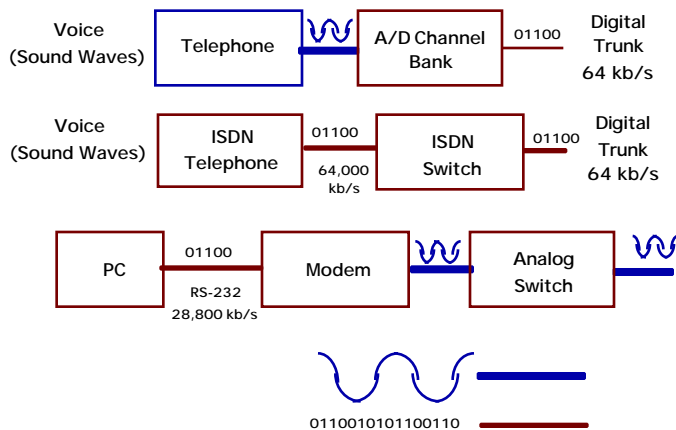 Voice
(Sound Waves)
Telephone
A/D Channel
Bank
01100
Digital
Trunk
64 kb/s
Voice
(Sound Waves)
ISDN
Telephone
01100
64,000
kb/s
ISDN
Switch
01100
Digital
Trunk
64 kb/s
PC
01100
RS-232
28,800 kb/s
Modem
Analog
Switch
0110010101100110